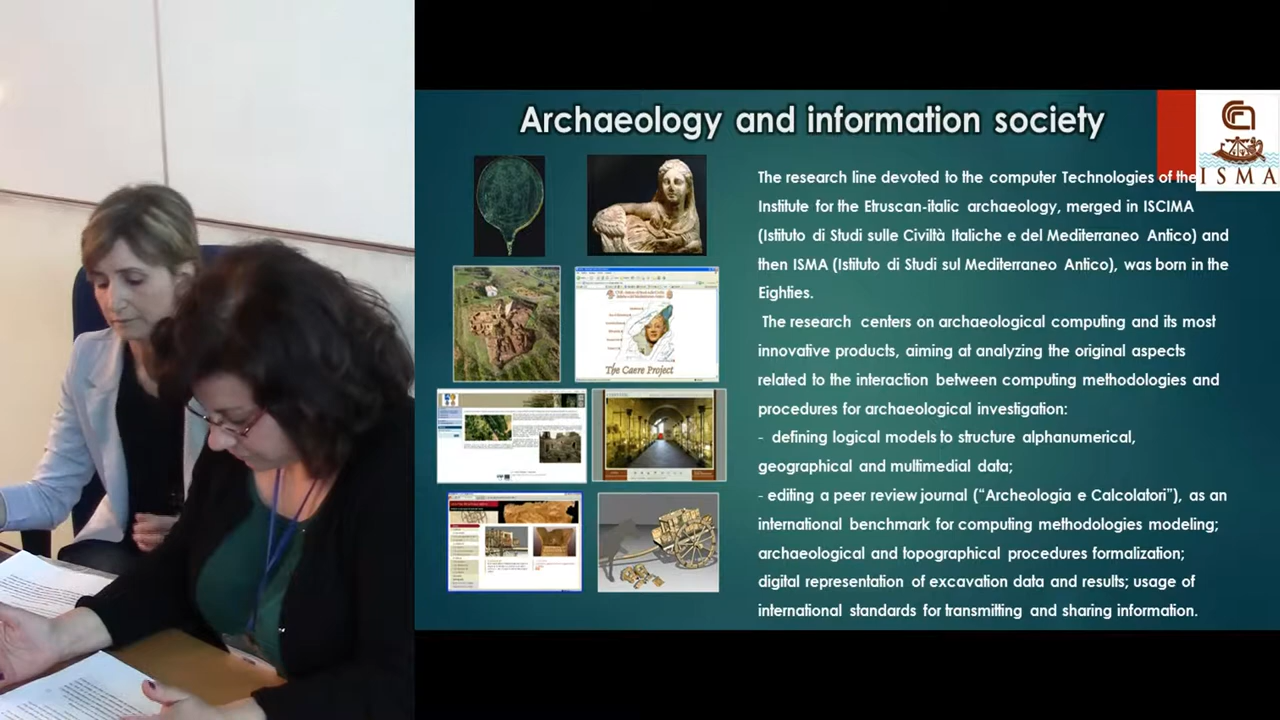 Archaeology and information society
ISMA
The research line devoted to the computer Technologies of the
Institute for the Etruscan-italic archaeology, merged in ISCIMA
(Istituto di Studi sulle Civiltà Italiche e del Mediterraneo Antico) and
then ISMA (Istituto di Studi sul Mediterraneo Antico), was born in the
Eighties.
The research centers on archaeological computing and its most
innovative products, aiming at analyzing the original aspects
related to the interaction between computing methodologies and
procedures for archaeological investigation:
- defining logical models to structure alphanumerical,
geographical and multimedial data;
- editing a peer review journal ("Archeologia e Calcolatori"), as an
international benchmark for computing methodologies modeling;
archaeological and topographical procedures formalization;
digital representation of excavation data and results; usage of
international standards for transmitting and sharing information.
The Caere Project